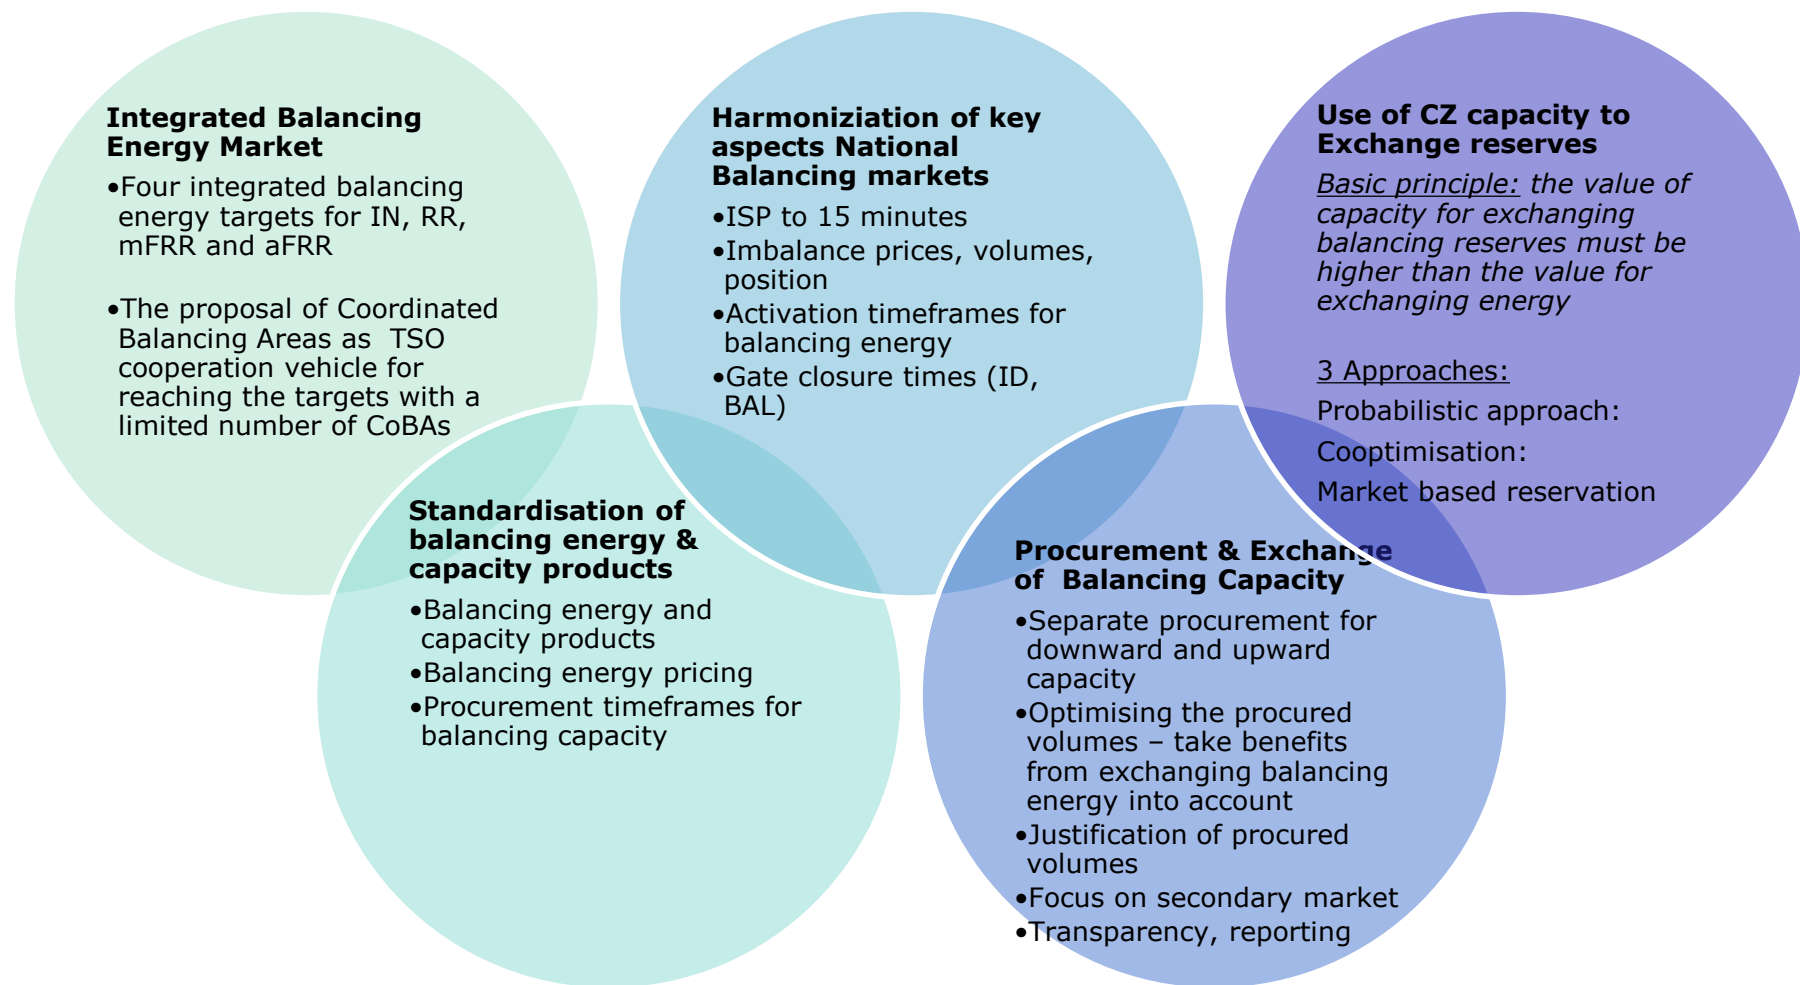 Integrated Balancing
Energy Market
•Four integrated balancing
energy targets for IN, RR,
mFRR and aFRR
•The proposal of Coordinated
Balancing Areas as TSO
cooperation vehicle for
reaching the targets with a
limited number of CoBAs
Standardisation of
balancing energy &
capacity products
•Balancing energy and
capacity products
•Balancing energy pricing
•Procurement timeframes for
balancing capacity
Harmoniziation of key
aspects National
Balancing markets
•ISP to 15 minutes
•Imbalance prices, volumes,
position
•Activation timeframes for
balancing energy
•Gate closure times (ID,
BAL)
Procurement & Exchange
of Balancing Capacity
•Separate procurement for
downward and upward
capacity
•Optimising the procured
volumes – take benefits
from exchanging balancing
energy into account
•Justification of procured
volumes
•Focus on secondary market
•Transparency, reporting
Use of CZ capacity to
Exchange reserves
Basic principle: the value of
capacity for exchanging
balancing reserves must be
higher than the value for
exchanging energy
3 Approaches:
Probabilistic approach:
Cooptimisation:
Market based reservation